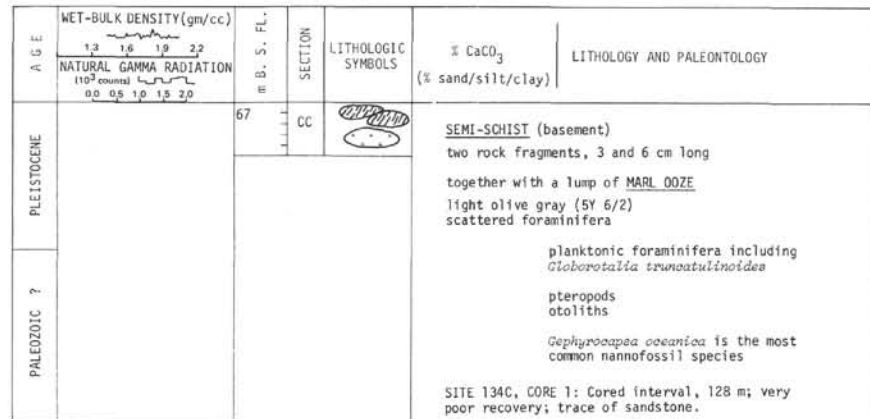 AGE
WET-BULK DENSITY(gm/cc)
1.3 1.6 1.9 2.2
NATURAL GAMMA RADIATION
(10³ counts)
0.0 0.5 1.0 1.5 2.0
m B. S. FL.
SECTION
LITHOLOGIC
SYMBOLS
% CaCO₃
(% sand/silt/clay)
LITHOLOGY AND PALEONTOLOGY
PLEISTOCENE
PALEOZOIC ?
67
CC
SEMI-SCHIST (basement)
two rock fragments, 3 and 6 cm long
together with a lump of MARL OOZE
light olive gray (5Y 6/2)
scattered foraminifera
planktonic foraminifera including
Globorotalia truncatulinoides
pteropods
otoliths
Gephyrocapsa oceanica is the most
common nannofossil species
SITE 134C, CORE 1: Cored interval, 128 m; very
poor recovery; trace of sandstone.